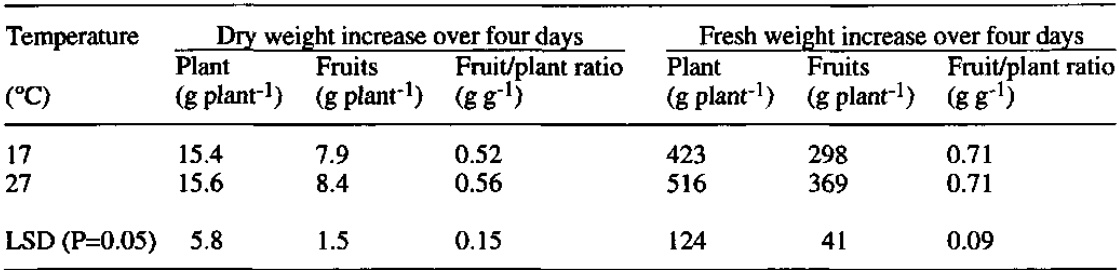 Temperature Dry weight increase over four days Fresh weight increase over four days
Plant Fruits Fruit/plant ratio Plant Fruits Fruit/plant ratio
(ºC) (g plant⁻¹) (g plant⁻¹) (g g⁻¹) (g plant⁻¹) (g plant⁻¹) (g g⁻¹)
17 15.4 7.9 0.52 423 298 0.71
27 15.6 8.4 0.56 516 369 0.71
LSD (P=0.05) 5.8 1.5 0.15 124 41 0.09